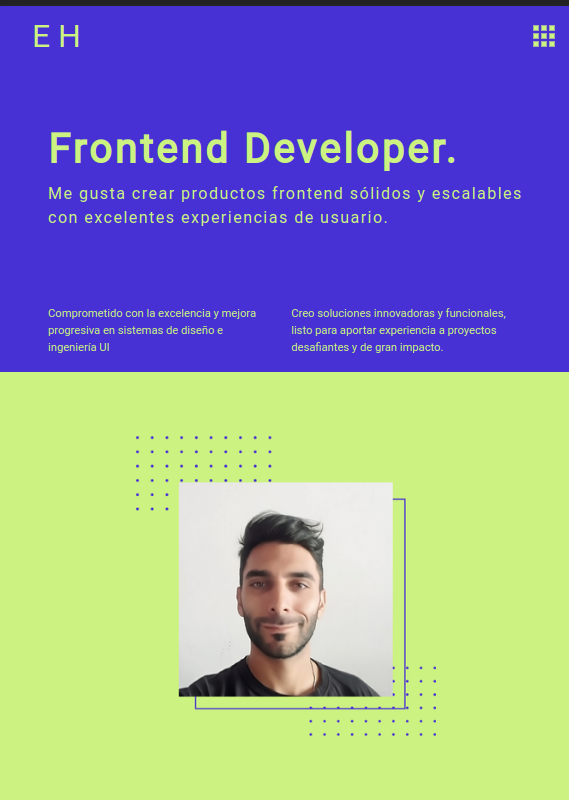 E H
Frontend Developer.
Me gusta crear productos frontend sólidos y escalables
con excelentes experiencias de usuario.
Comprometido con la excelencia y mejora
progresiva en sistemas de diseño e
ingeniería UI
Creo soluciones innovadoras y funcionales,
listo para aportar experiencia a proyectos
desafiantes y de gran impacto.